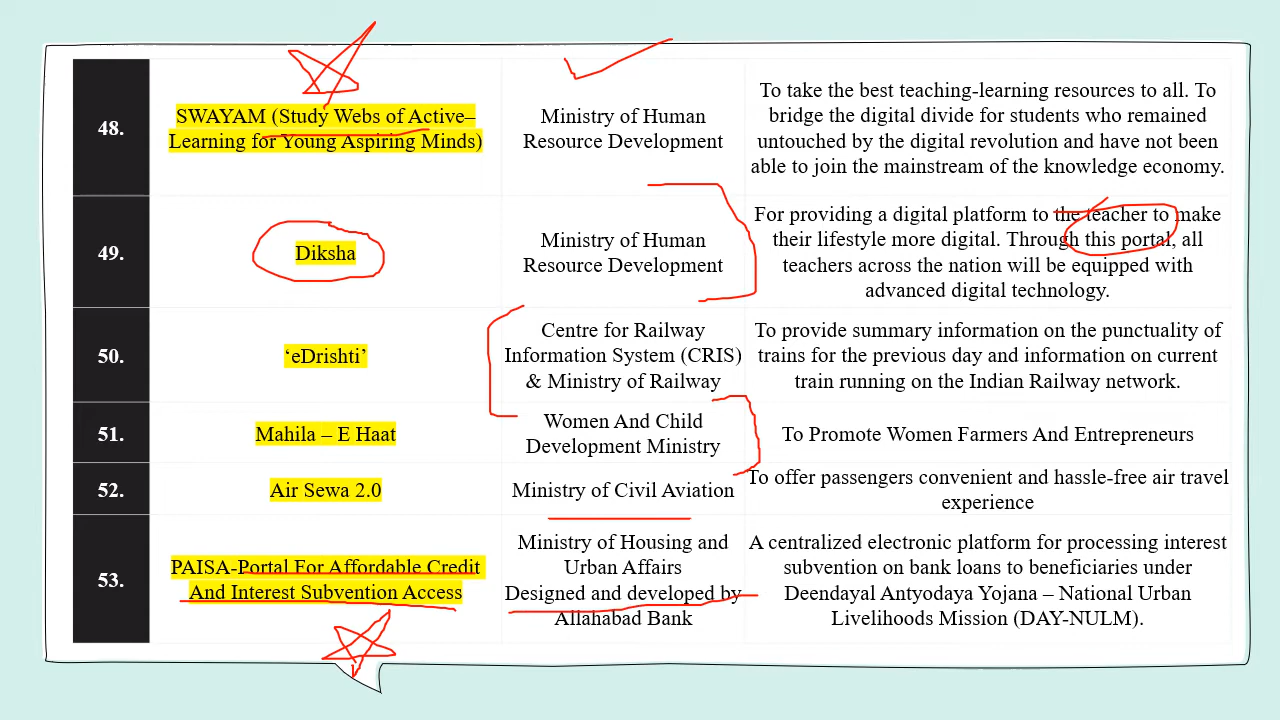 48.
SWAYAM (Study Webs of Active–
Learning for Young Aspiring Minds)
Ministry of Human
Resource Development
To take the best teaching-learning resources to all. To
bridge the digital divide for students who remained
untouched by the digital revolution and have not been
able to join the mainstream of the knowledge economy.
49.
Diksha
Ministry of Human
Resource Development
For providing a digital platform to the teacher to make
their lifestyle more digital. Through this portal, all
teachers across the nation will be equipped with
advanced digital technology.
50.
‘eDrishti’
Centre for Railway
Information System (CRIS)
& Ministry of Railway
To provide summary information on the punctuality of
trains for the previous day and information on current
train running on the Indian Railway network.
51.
Mahila – E Haat
Women And Child
Development Ministry
To Promote Women Farmers And Entrepreneurs
52.
Air Sewa 2.0
Ministry of Civil Aviation
To offer passengers convenient and hassle-free air travel
experience
53.
PAISA-Portal For Affordable Credit
And Interest Subvention Access
Ministry of Housing and
Urban Affairs
Designed and developed by
Allahabad Bank
A centralized electronic platform for processing interest
subvention on bank loans to beneficiaries under
Deendayal Antyodaya Yojana – National Urban
Livelihoods Mission (DAY-NULM).